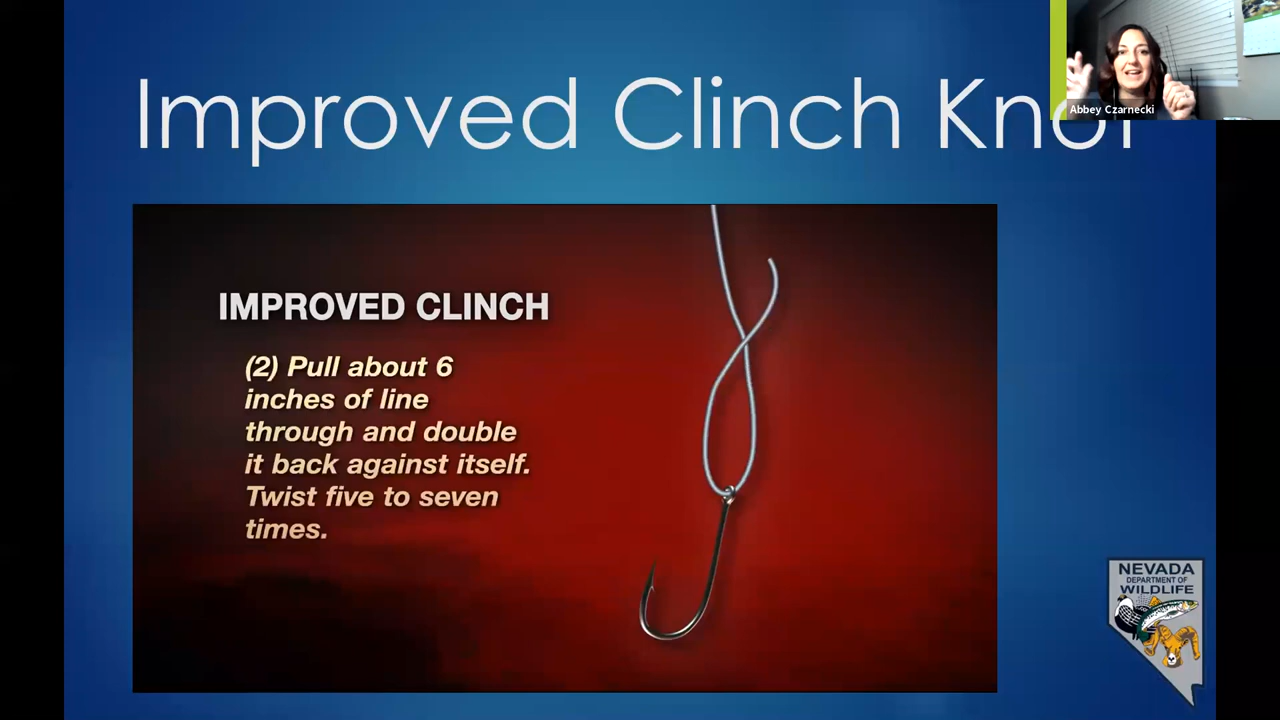 Improved Clinch Knot
Abbey Czarnecki
IMPROVED CLINCH
(2) Pull about 6
inches of line
through and double
it back against itself.
Twist five to seven
times.
NEVADA
DEPARTMENT OF
WILDLIFE